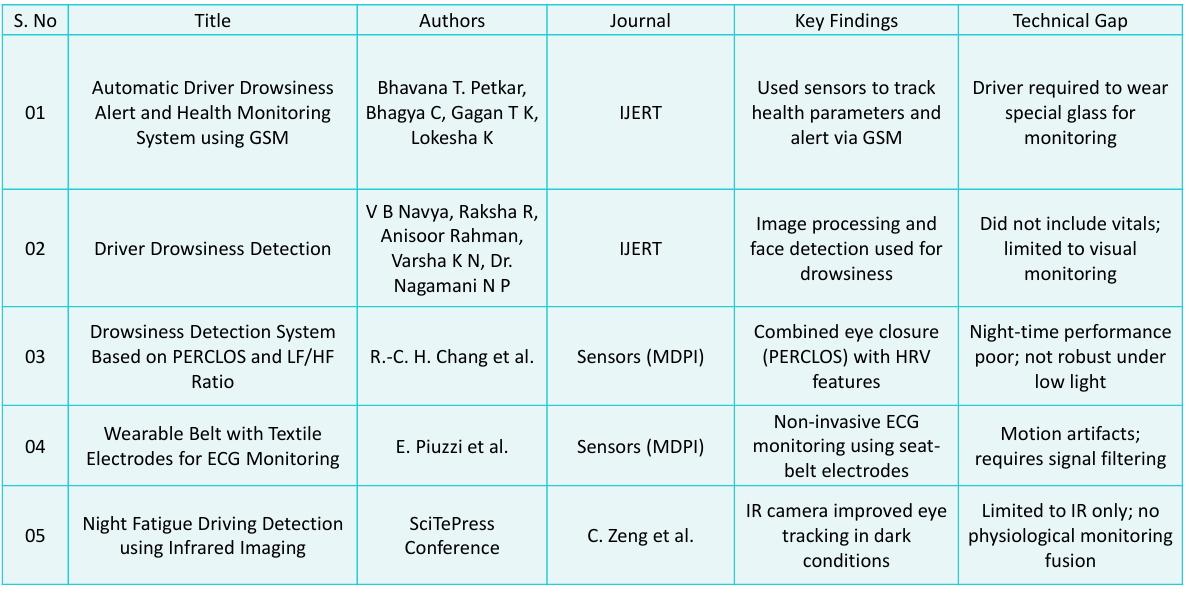 S. No
Title
Authors
Journal
Key Findings
Technical Gap
01
Automatic Driver Drowsiness
Alert and Health Monitoring
System using GSM
Bhavana T. Petkar,
Bhagya C, Gagan T K,
Lokesha K
IJERT
Used sensors to track
health parameters and
alert via GSM
Driver required to wear
special glass for
monitoring
02
Driver Drowsiness Detection
V B Navya, Raksha R,
Anisoor Rahman,
Varsha K N, Dr.
Nagamani N P
IJERT
Image processing and
face detection used for
drowsiness
Did not include vitals;
limited to visual
monitoring
03
Drowsiness Detection System
Based on PERCLOS and LF/HF
Ratio
R.-C. H. Chang et al.
Sensors (MDPI)
Combined eye closure
(PERCLOS) with HRV
features
Night-time performance
poor; not robust under
low light
04
Wearable Belt with Textile
Electrodes for ECG Monitoring
E. Piuzzi et al.
Sensors (MDPI)
Non-invasive ECG
monitoring using seat-
belt electrodes
Motion artifacts;
requires signal filtering
05
Night Fatigue Driving Detection
using Infrared Imaging
SciTePress
Conference
C. Zeng et al.
IR camera improved eye
tracking in dark
conditions
Limited to IR only; no
physiological monitoring
fusion